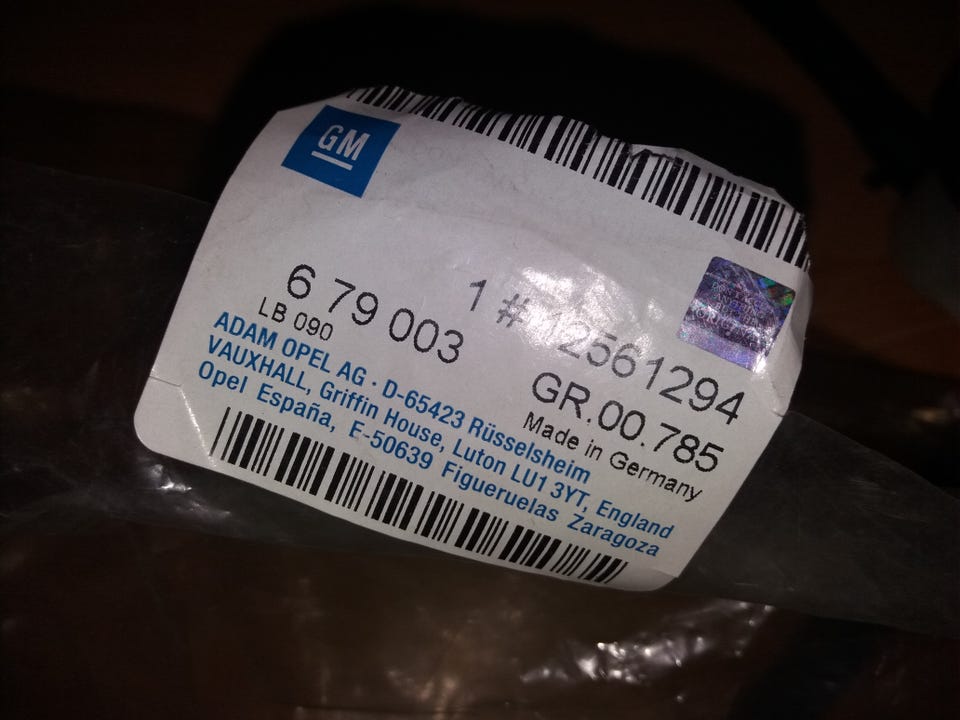 GM
6 79 003 1 # 12561294
LB 090 GR.00.785
Made in Germany
ADAM OPEL AG · D-65423 Rüsselsheim
VAUXHALL, Griffin House, Luton LU1 3YT, England
Opel España, E-50639 Figueruelas Zaragoza